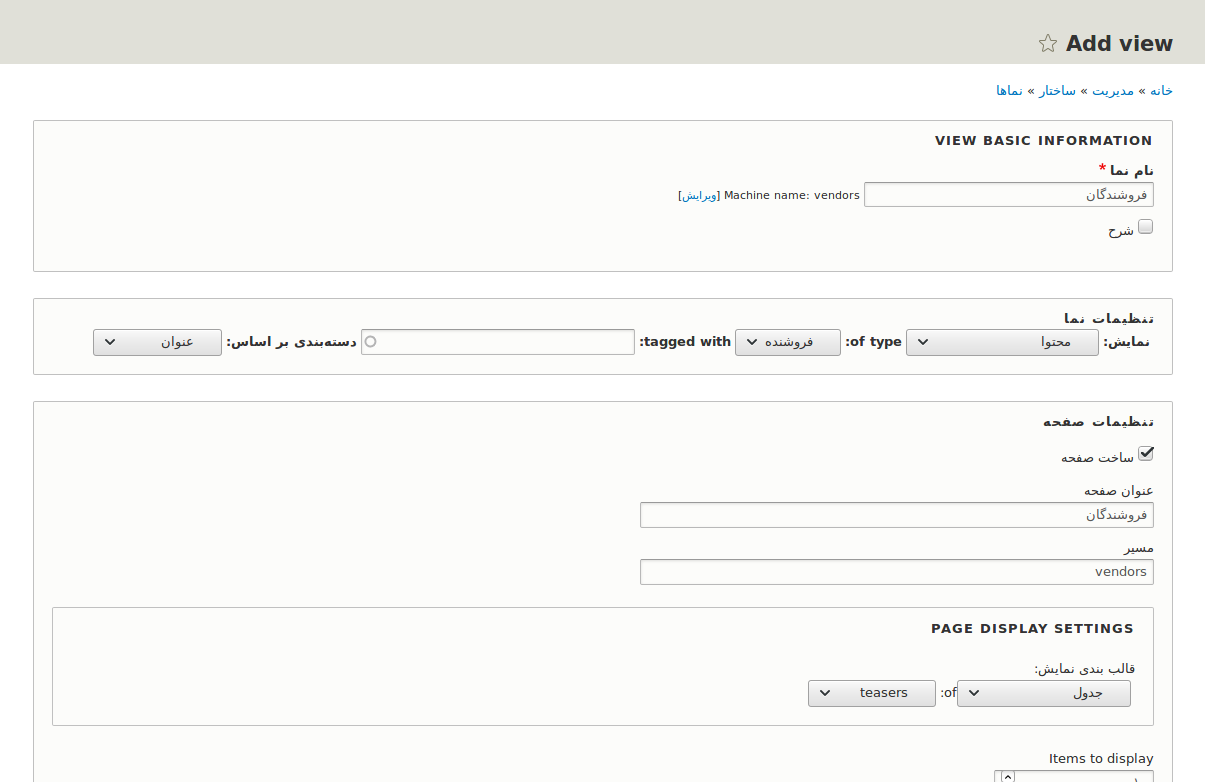 Add view
خانه » مدیریت » ساختار » نماها
VIEW BASIC INFORMATION
نام نما *
فروشندگان Machine name: vendors [ویرایش]
شرح
تنظیمات نما
نمایش: محتوا of type: فروشنده tagged with: دسته‌بندی بر اساس: عنوان
تنظیمات صفحه
ساخت صفحه
عنوان صفحه
فروشندگان
مسیر
vendors
PAGE DISPLAY SETTINGS
قالب بندی نمایش:
جدول of: teasers
Items to display